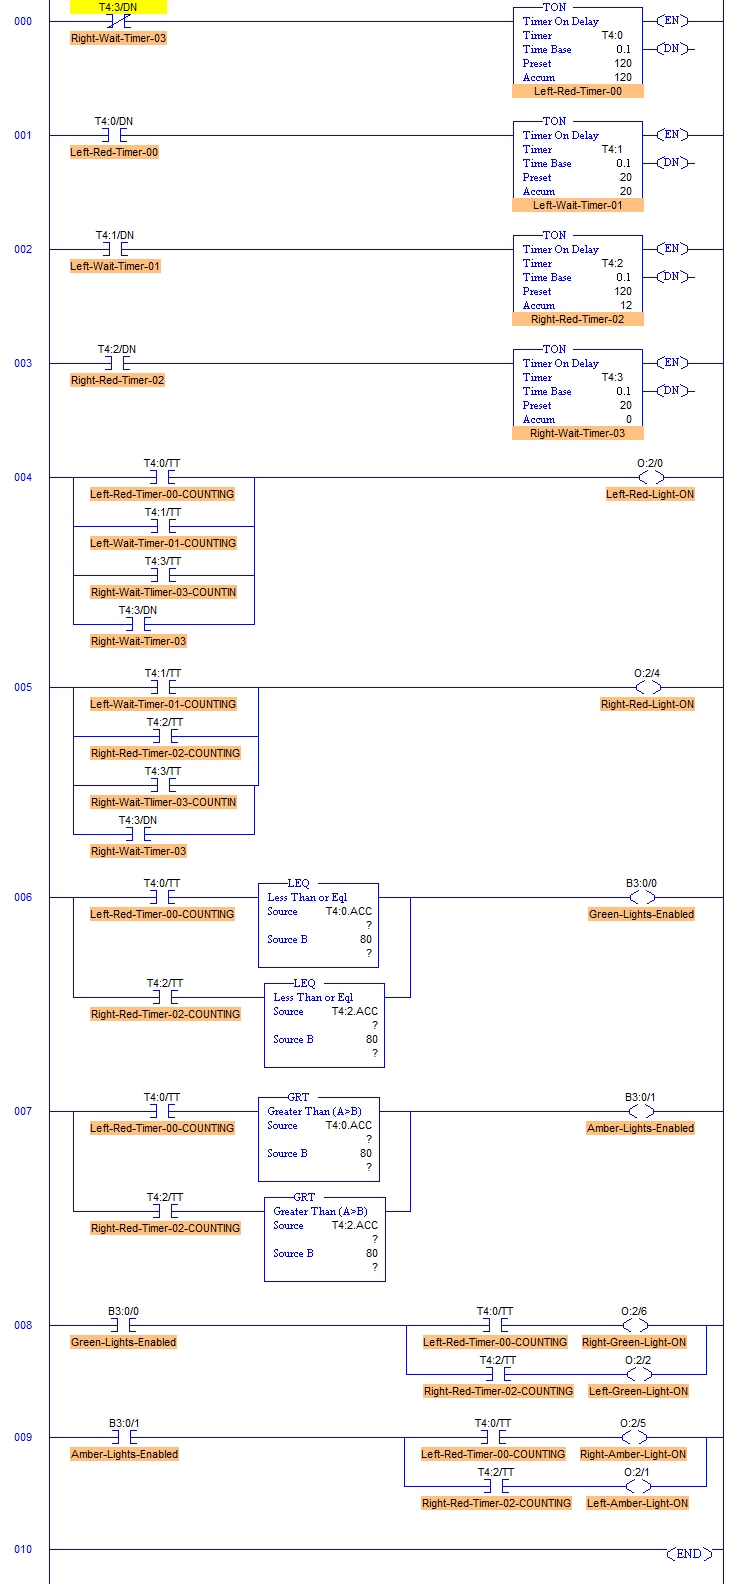 T4:3/DN
000
Right-Wait-Timer-03
TON
Timer On Delay
Timer T4:0
Time Base 0.1
Preset 120
Accum 120
EN
DN
Left-Red-Timer-00
001
T4:0/DN
Left-Red-Timer-00
TON
Timer On Delay
Timer T4:1
Time Base 0.1
Preset 20
Accum 20
EN
DN
Left-Wait-Timer-01
002
T4:1/DN
Left-Wait-Timer-01
TON
Timer On Delay
Timer T4:2
Time Base 0.1
Preset 120
Accum 12
EN
DN
Right-Red-Timer-02
003
T4:2/DN
Right-Red-Timer-02
TON
Timer On Delay
Timer T4:3
Time Base 0.1
Preset 20
Accum 0
EN
DN
Right-Wait-Timer-03
004
T4:0/TT
Left-Red-Timer-00-COUNTING
T4:1/TT
Left-Wait-Timer-01-COUNTING
T4:3/TT
Right-Wait-TImer-03-COUNTIN
T4:3/DN
Right-Wait-Timer-03
O:2/0
Left-Red-Light-ON
005
T4:1/TT
Left-Wait-Timer-01-COUNTING
T4:2/TT
Right-Red-Timer-02-COUNTING
T4:3/TT
Right-Wait-TImer-03-COUNTIN
T4:3/DN
Right-Wait-Timer-03
O:2/4
Right-Red-Light-ON
006
T4:0/TT
Left-Red-Timer-00-COUNTING
LEQ
Less Than or Eql
Source T4:0.ACC
?
Source B 80
?
B3:0/0
Green-Lights-Enabled
T4:2/TT
Right-Red-Timer-02-COUNTING
LEQ
Less Than or Eql
Source T4:2.ACC
?
Source B 80
?
007
T4:0/TT
Left-Red-Timer-00-COUNTING
GRT
Greater Than (A>B)
Source T4:0.ACC
?
Source B 80
?
B3:0/1
Amber-Lights-Enabled
T4:2/TT
Right-Red-Timer-02-COUNTING
GRT
Greater Than (A>B)
Source T4:2.ACC
?
Source B 80
?
008
B3:0/0
Green-Lights-Enabled
T4:0/TT O:2/6
Left-Red-Timer-00-COUNTING Right-Green-Light-ON
T4:2/TT O:2/2
Right-Red-Timer-02-COUNTING Left-Green-Light-ON
009
B3:0/1
Amber-Lights-Enabled
T4:0/TT O:2/5
Left-Red-Timer-00-COUNTING Right-Amber-Light-ON
T4:2/TT O:2/1
Right-Red-Timer-02-COUNTING Left-Amber-Light-ON
010
END